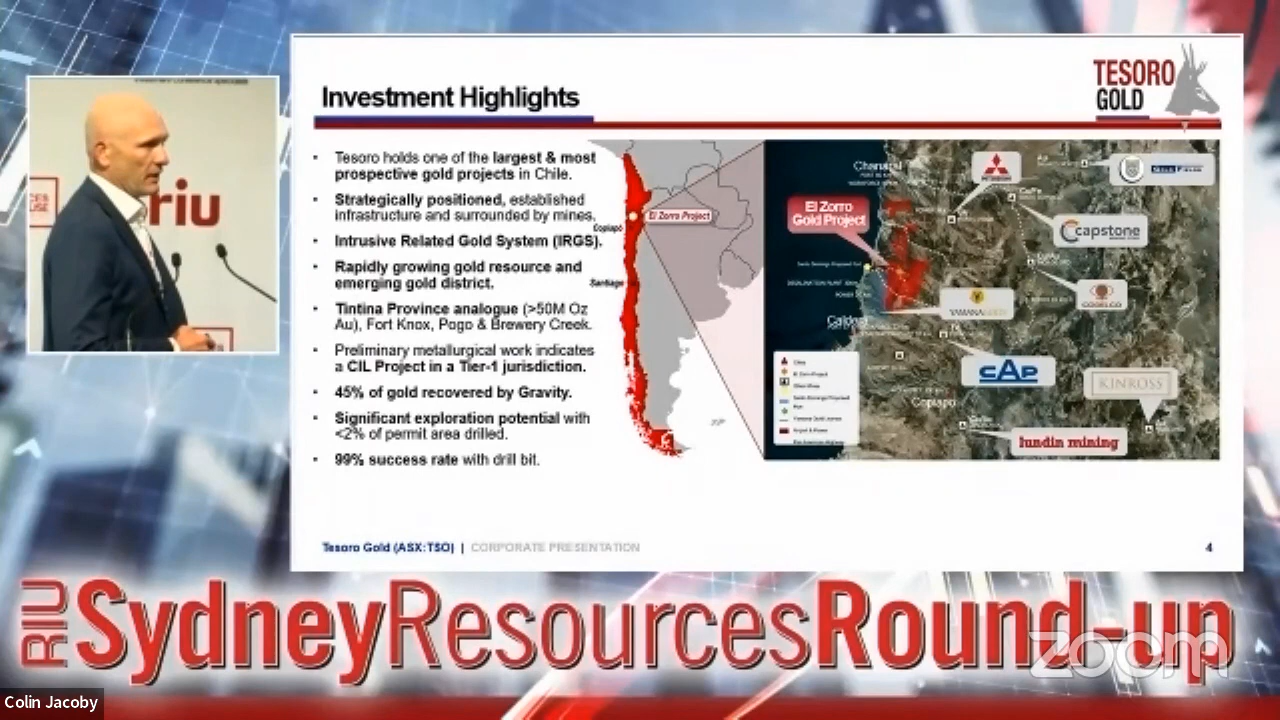 TESORO
GOLD
Investment Highlights
• Tesoro holds one of the largest & most
prospective gold projects in Chile.
• Strategically positioned, established
infrastructure and surrounded by mines.
• Intrusive Related Gold System (IRGS).
• Rapidly growing gold resource and
emerging gold district.
• Tintina Province analogue (>50M Oz
Au), Fort Knox, Pogo & Brewery Creek.
• Preliminary metallurgical work indicates
a CIL Project in a Tier-1 jurisdiction.
• 45% of gold recovered by Gravity.
• Significant exploration potential with
<2% of permit area drilled.
• 99% success rate with drill bit.
El Zorro Project
Copiapó
Santiago
Chanaral
El Zorro
Gold Project
MITSUBISHI
GOLD FIELDS
capstone
CODELCO
YAMANAGOLD
Caldera
CAP
KINROSS
Copiapo
lundin mining
Tesoro Gold (ASX:TSO) | CORPORATE PRESENTATION
4
riu
RIU SydneyResourcesRound-up
zoom
Colin Jacoby